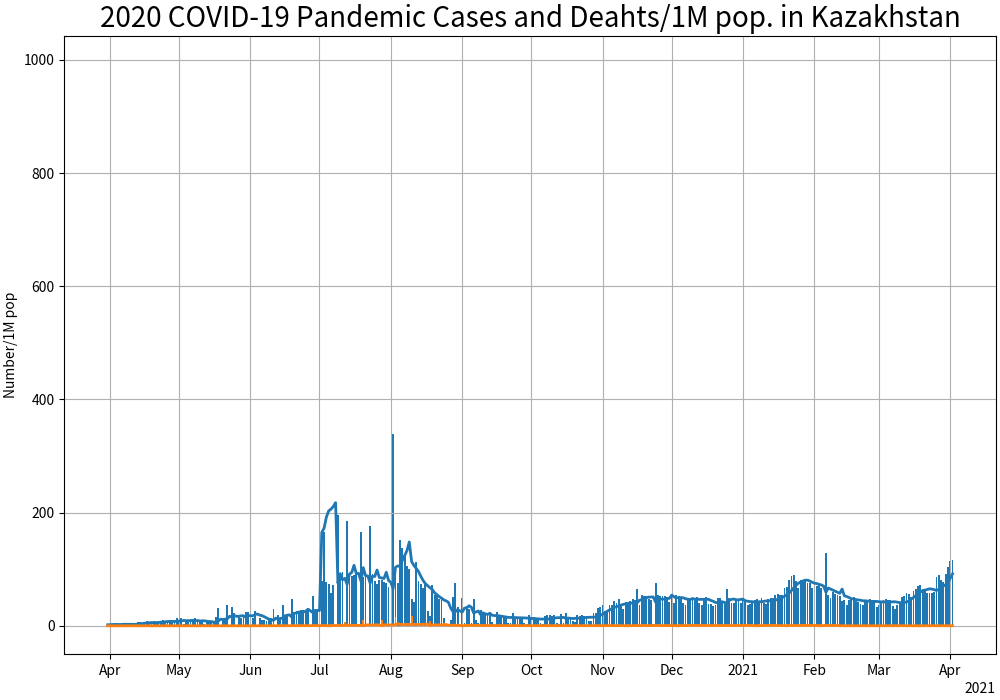 2020 COVID-19 Pandemic Cases and Deahts/1M pop. in Kazakhstan
Number/1M pop
1000
800
600
400
200
0
Apr May Jun Jul Aug Sep Oct Nov Dec 2021 Feb Mar Apr
2021